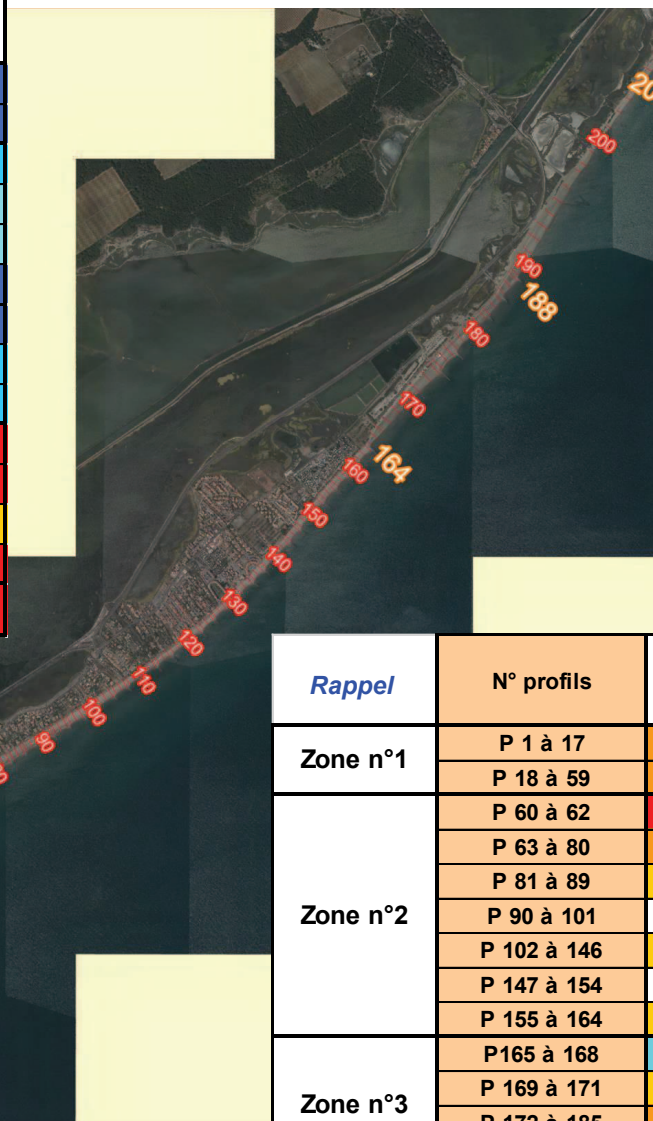 200
190
188
180
170
164
160
150
140
130
120
110
100
90
Rappel
N° profils
Zone n°1
P 1 à 17
P 18 à 59
Zone n°2
P 60 à 62
P 63 à 80
P 81 à 89
P 90 à 101
P 102 à 146
P 147 à 154
P 155 à 164
Zone n°3
P165 à 168
P 169 à 171
P 172 à 185